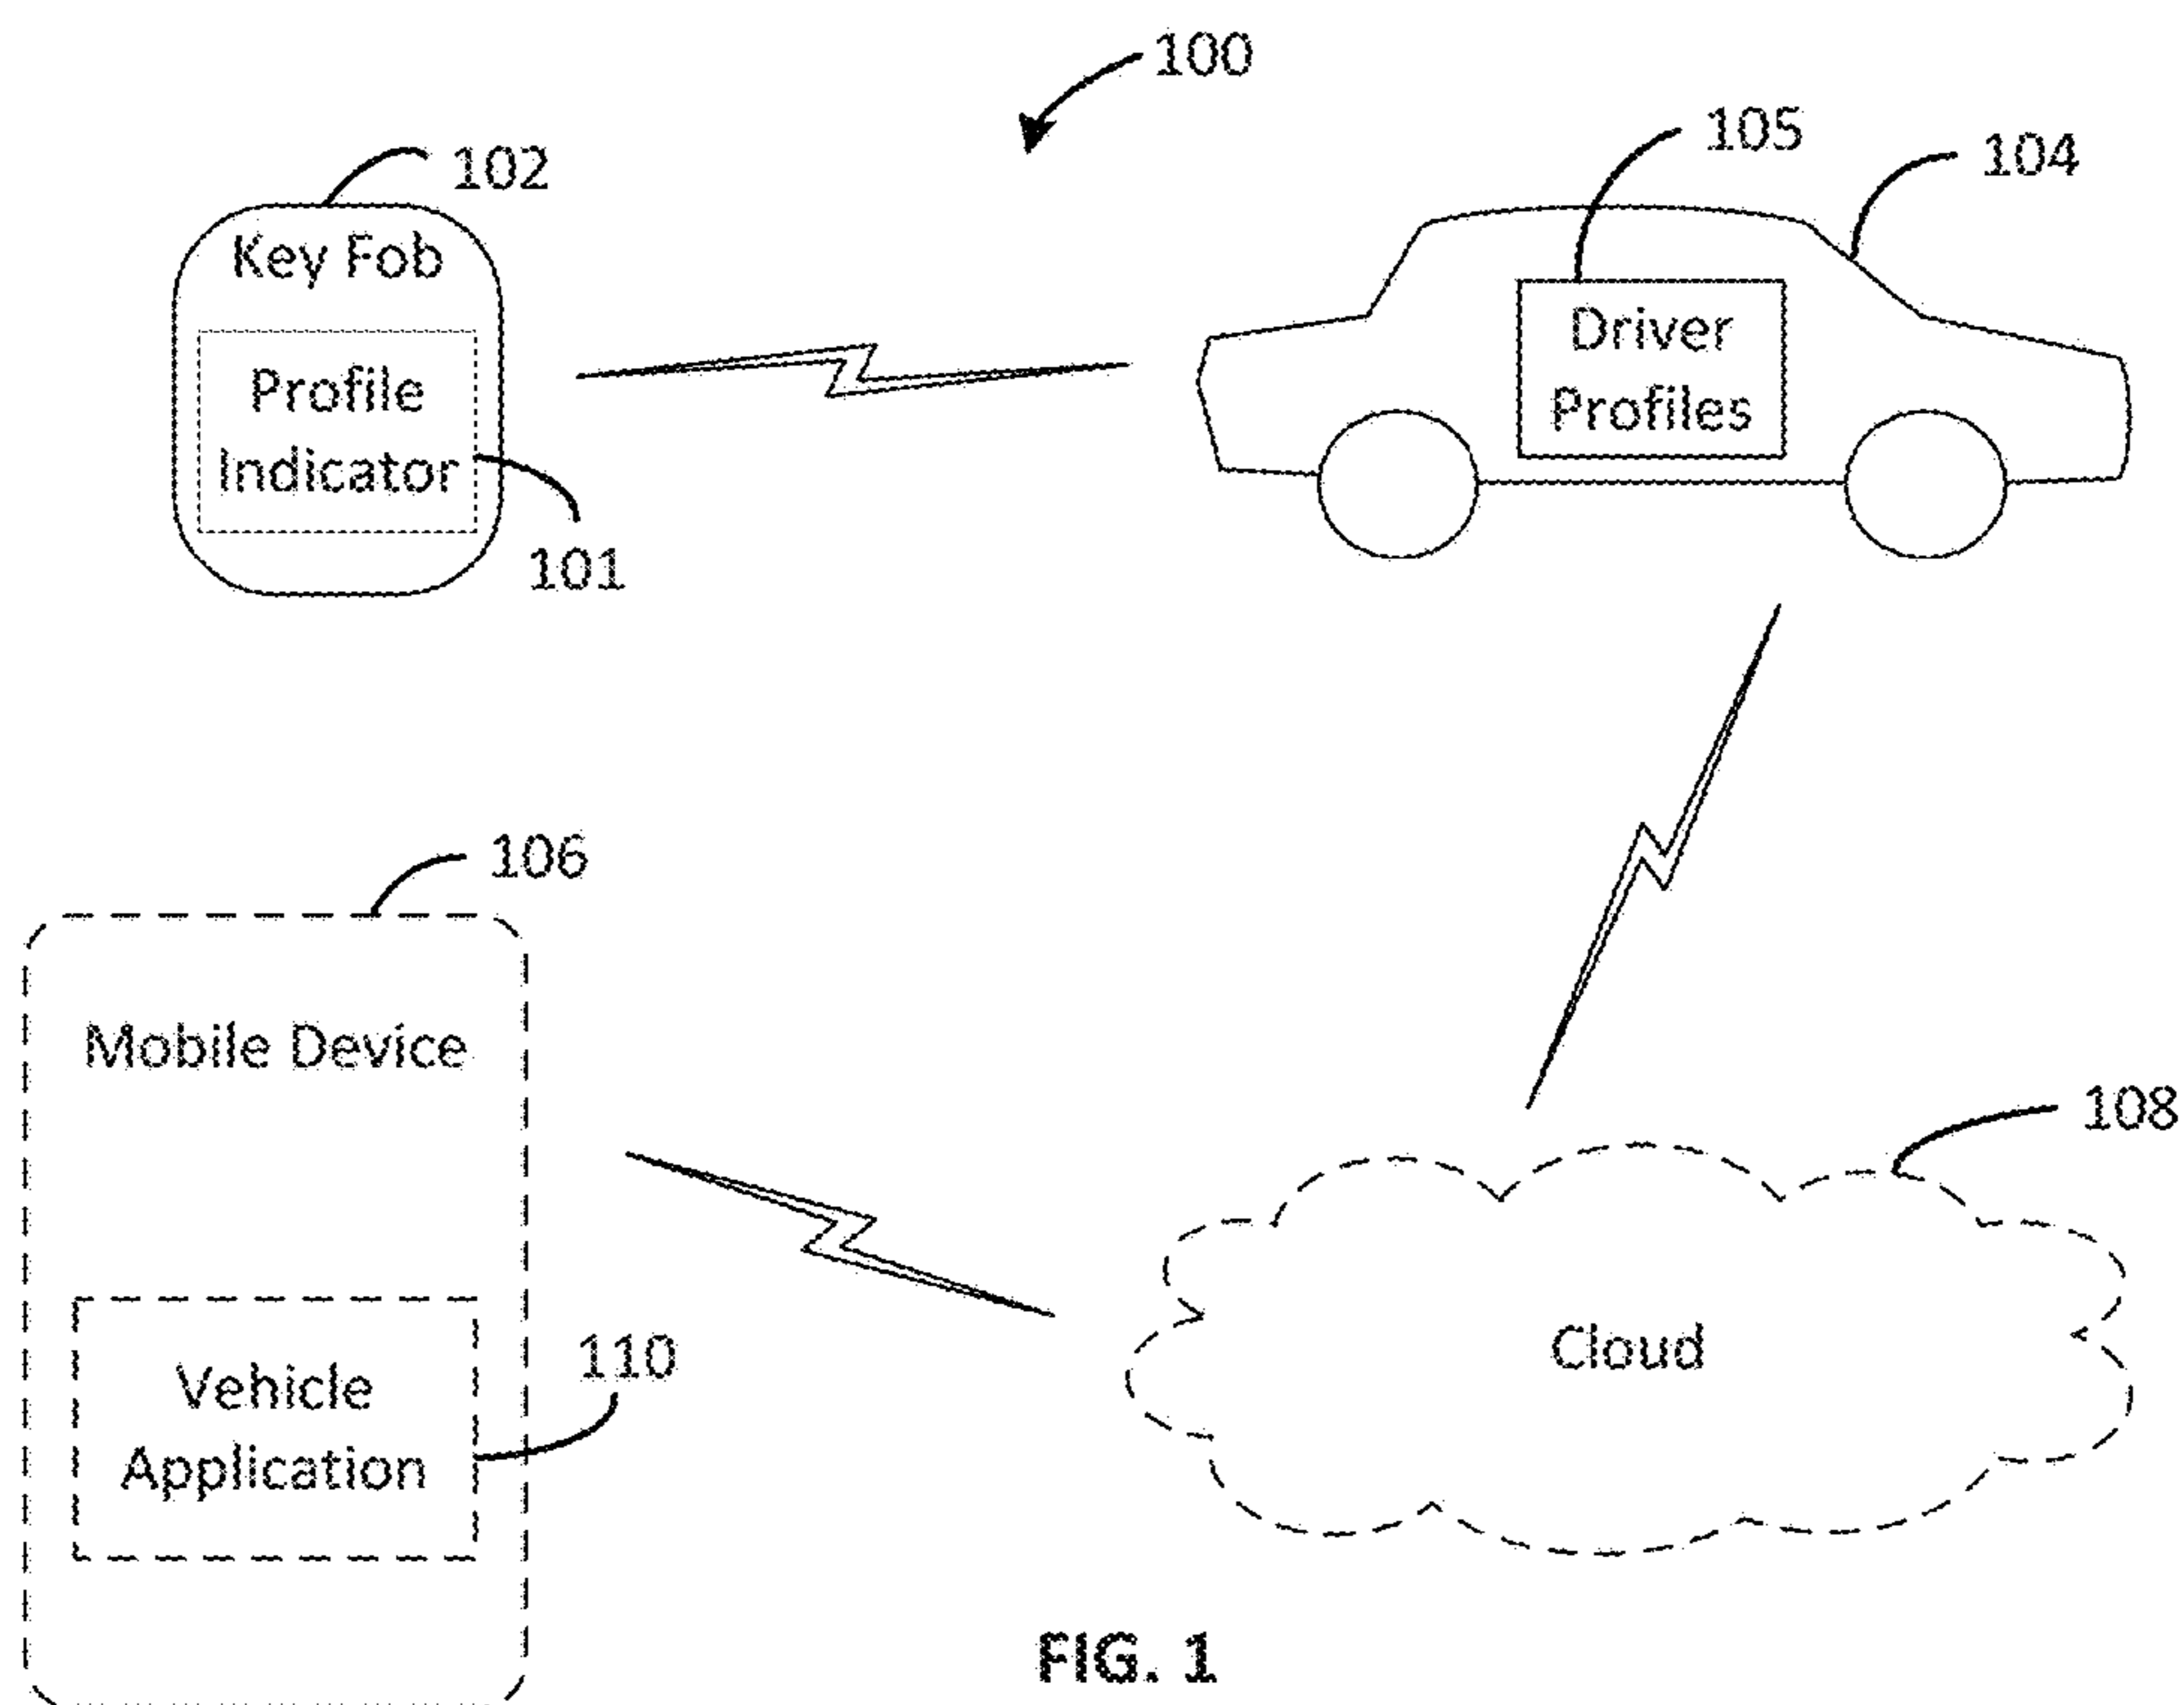 100
105
104
102
Key Fob
Profile
Indicator
101
Driver
Profiles
106
Mobile Device
108
Vehicle
Application
110
Cloud
FIG. 1